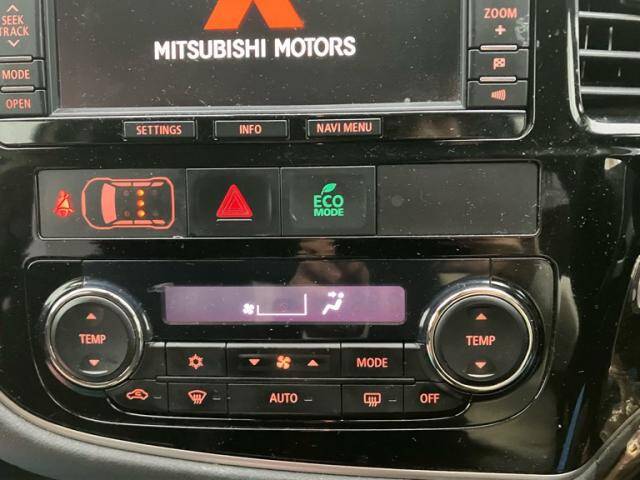 SEEK
TRACK
MODE
OPEN
MITSUBISHI MOTORS
ZOOM
+
SETTINGS
INFO
NAVI MENU
ECO
MODE
TEMP
MODE
TEMP
AUTO
OFF